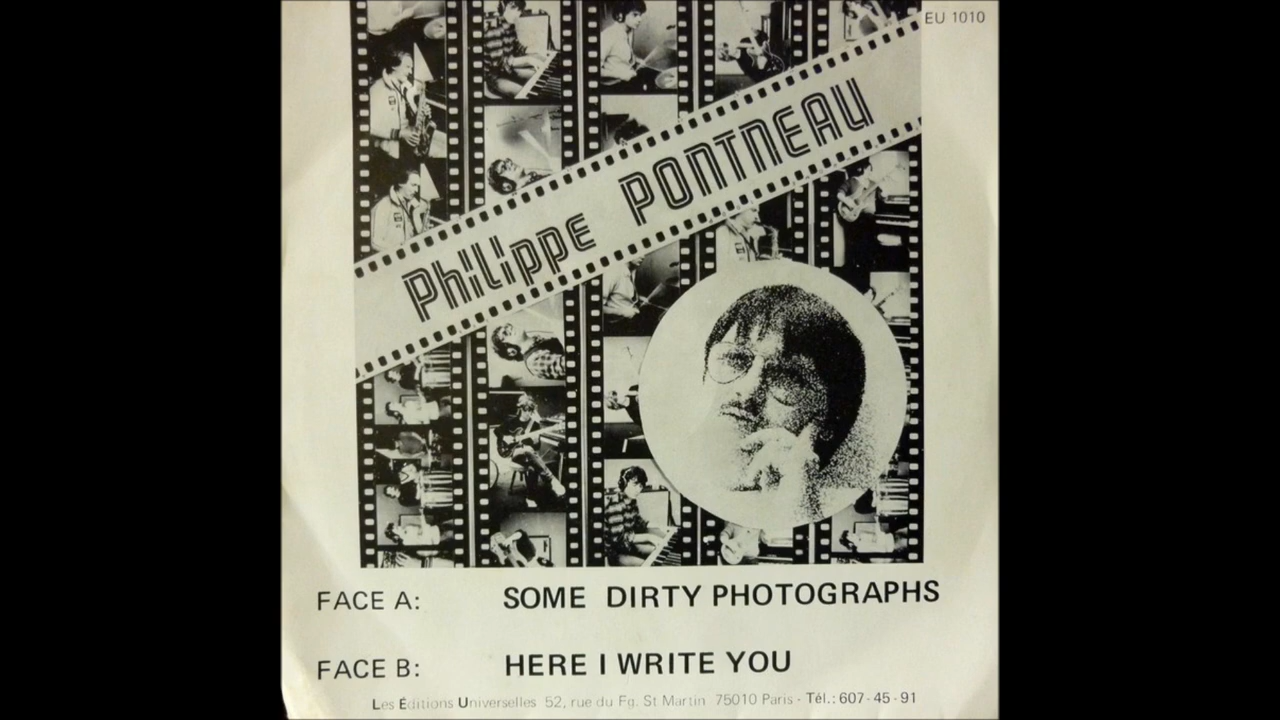 EU 1010
Philippe PONTNEAU
FACE A: SOME DIRTY PHOTOGRAPHS
FACE B: HERE I WRITE YOU
Les Éditions Universelles 52, rue du Fg. St Martin 75010 Paris - Tél.: 607-45-91